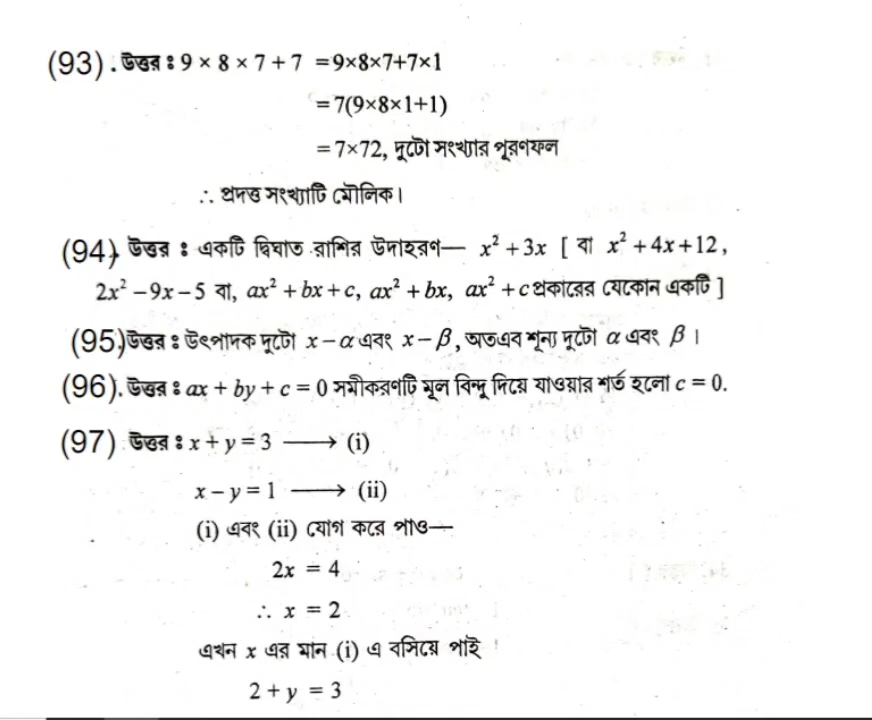 (93). উত্তর ঃ 9 × 8 × 7 + 7 = 9×8×7+7×1
= 7(9×8×1+1)
= 7×72, দুটো সংখ্যার পূরণফল
∴ প্রদত্ত সংখ্যাটি মৌলিক।
(94) উত্তর ঃ একটি দ্বিঘাত রাশির উদাহরণ— x² + 3x [ বা x² + 4x + 12,
2x² – 9x – 5 বা, ax² + bx + c, ax² + bx, ax² + c প্রকারের যেকোন একটি ]
(95) উত্তর ঃ উৎপাদক দুটো x – α এবং x – β, অতএব শূন্য দুটো α এবং β ।
(96). উত্তর ঃ ax + by + c = 0 সমীকরণটি মূল বিন্দু দিয়ে যাওয়ার শর্ত হলো c = 0.
(97) উত্তর ঃ x + y = 3 ⟶ (i)
x – y = 1 ⟶ (ii)
(i) এবং (ii) যোগ করে পাও—
2x = 4
∴ x = 2
এখন x এর মান (i) এ বসিয়ে পাই
2 + y = 3